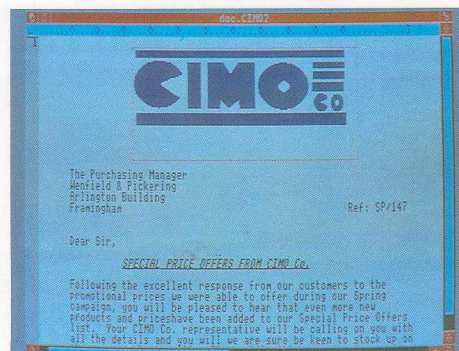 doc.CIMO2
CIMO
CO
The Purchasing Manager
Wenfield & Pickering
Arlington Building
Framingham
Ref: SP/147
Dear Sir,
SPECIAL PRICE OFFERS FROM CIMO Co.
Following the excellent response from our customers to the
promotional prices we were able to offer during our Spring
campaign, you will be pleased to hear that even more new
products and priceshave been added to our Special Price Offers
list. Your CIMO Co. representative will be calling on you with
all the details and you will we are sure be keen to stock up on